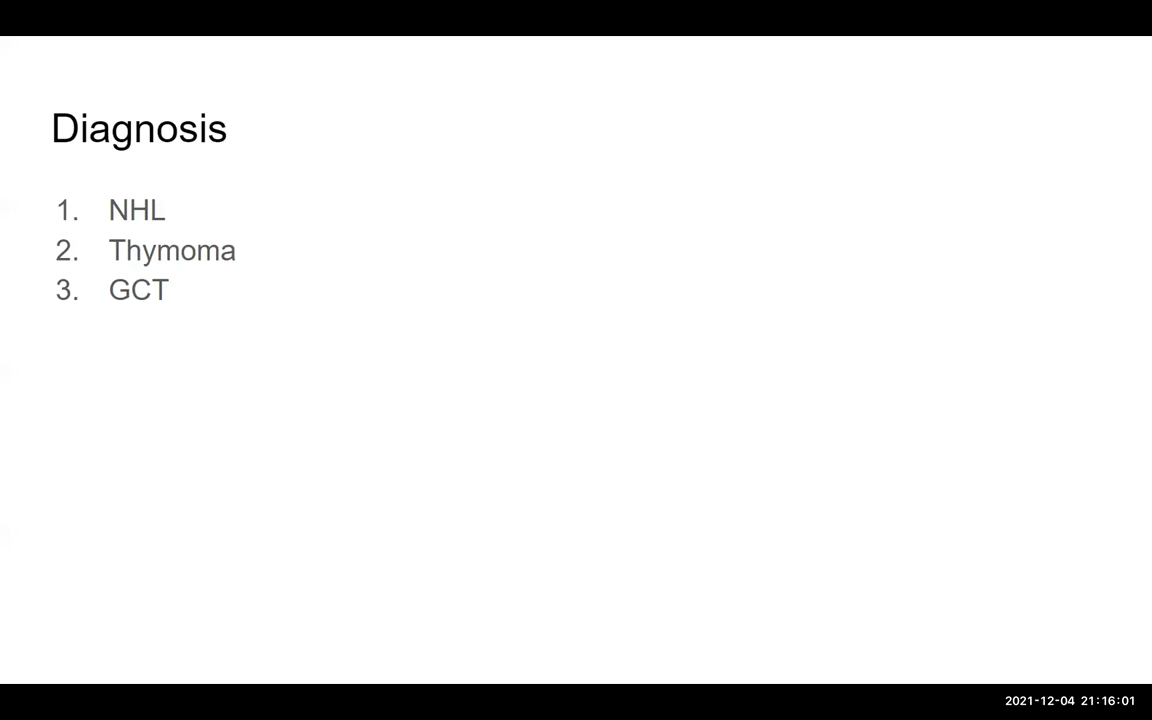 Diagnosis
1. NHL
2. Thymoma
3. GCT
2021-12-04 21:16:01